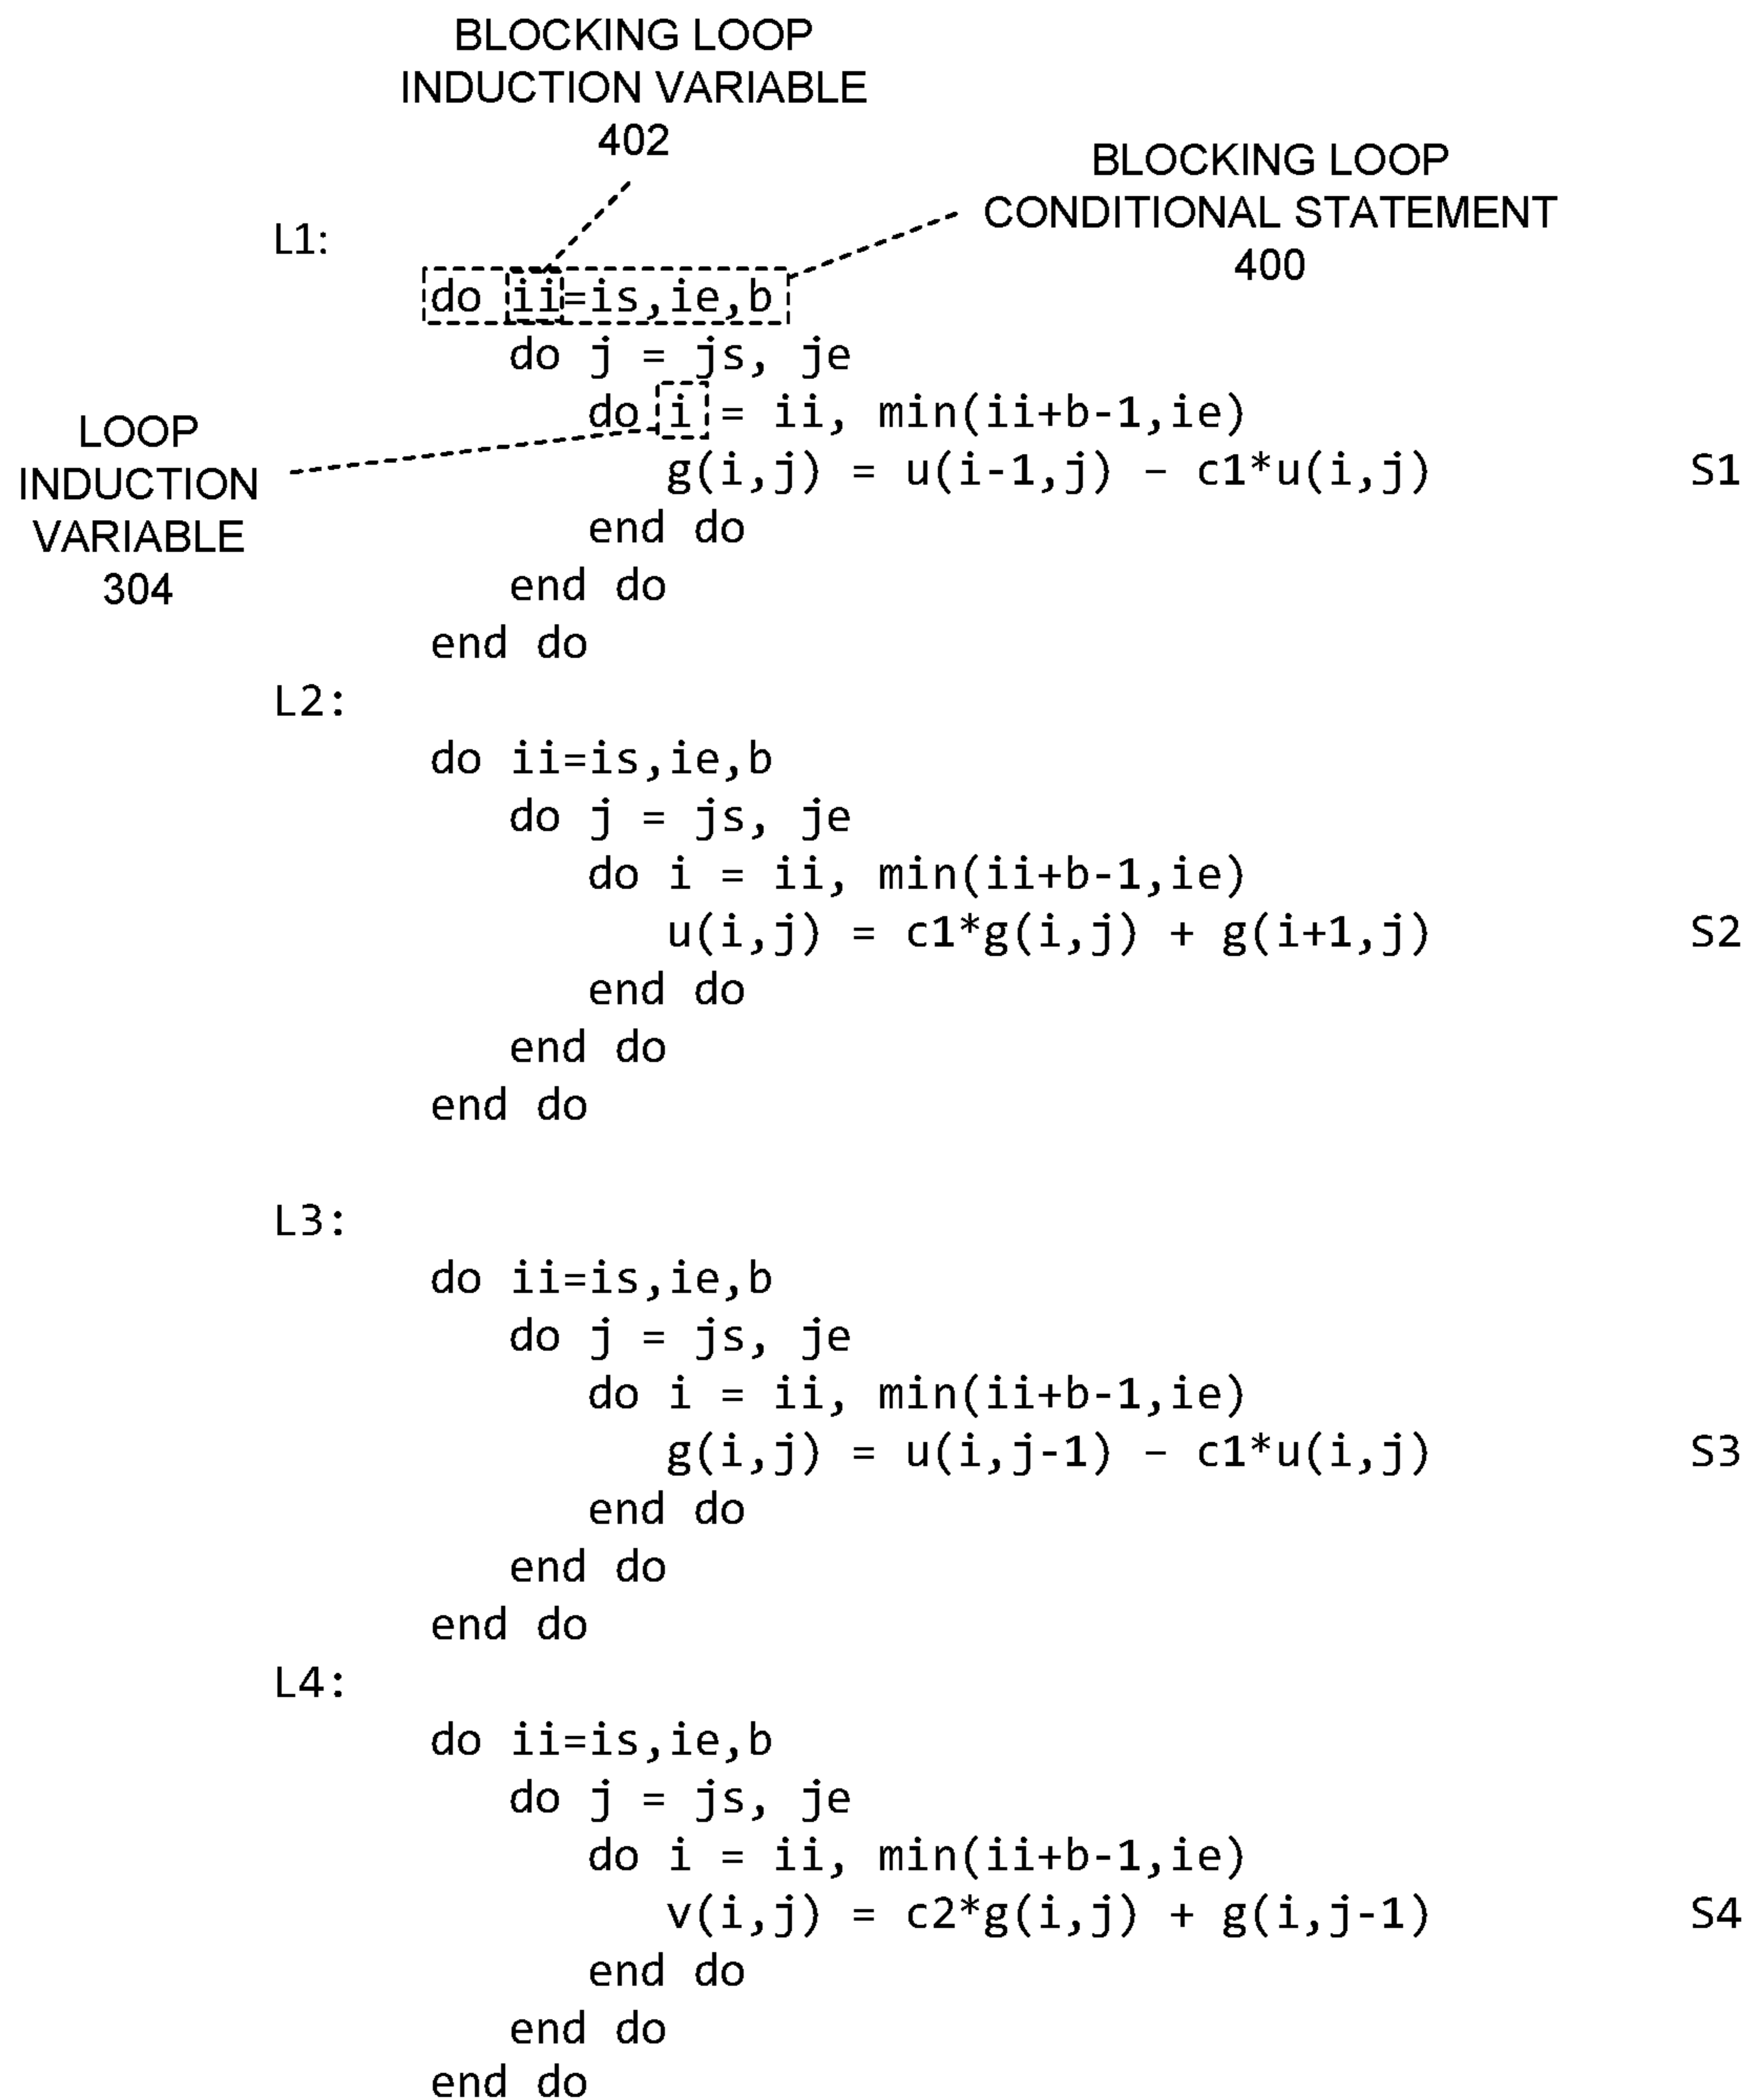 BLOCKING LOOP
INDUCTION VARIABLE
402
BLOCKING LOOP
CONDITIONAL STATEMENT
400
L1:
do ii=is,ie,b
do j = js, je
do i = ii, min(ii+b-1,ie)
LOOP
INDUCTION
VARIABLE
304
g(i,j) = u(i-1,j) – c1*u(i,j) S1
end do
end do
end do
L2:
do ii=is,ie,b
do j = js, je
do i = ii, min(ii+b-1,ie)
u(i,j) = c1*g(i,j) + g(i+1,j) S2
end do
end do
end do
L3:
do ii=is,ie,b
do j = js, je
do i = ii, min(ii+b-1,ie)
g(i,j) = u(i,j-1) – c1*u(i,j) S3
end do
end do
end do
L4:
do ii=is,ie,b
do j = js, je
do i = ii, min(ii+b-1,ie)
v(i,j) = c2*g(i,j) + g(i,j-1) S4
end do
end do
end do